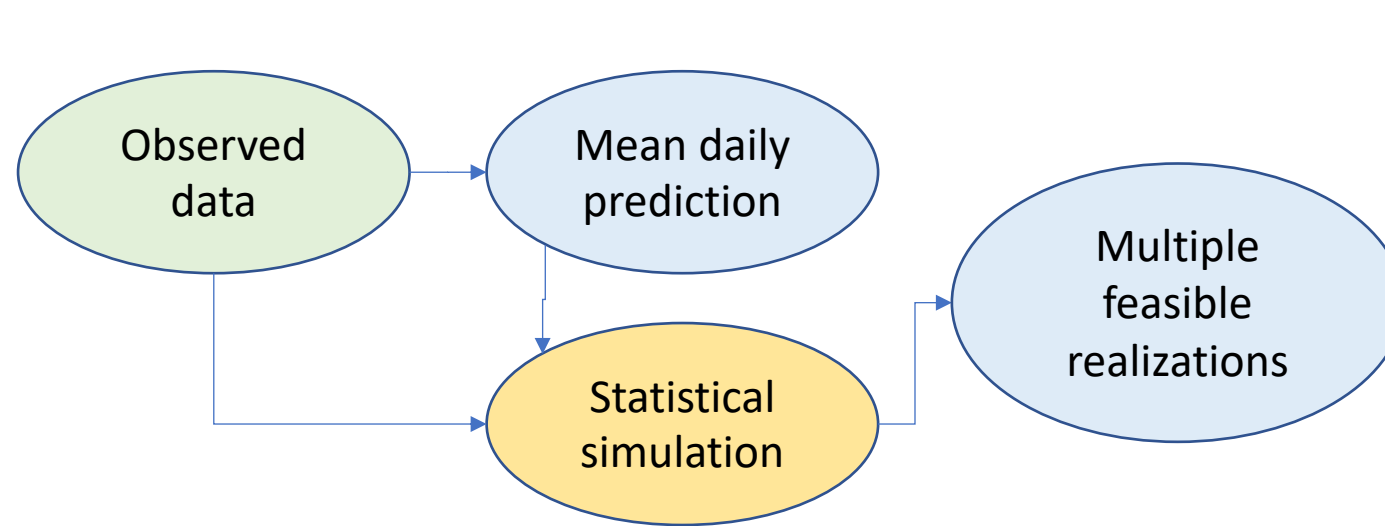 Observed
data
Mean daily
prediction
Multiple
feasible
realizations
Statistical
simulation